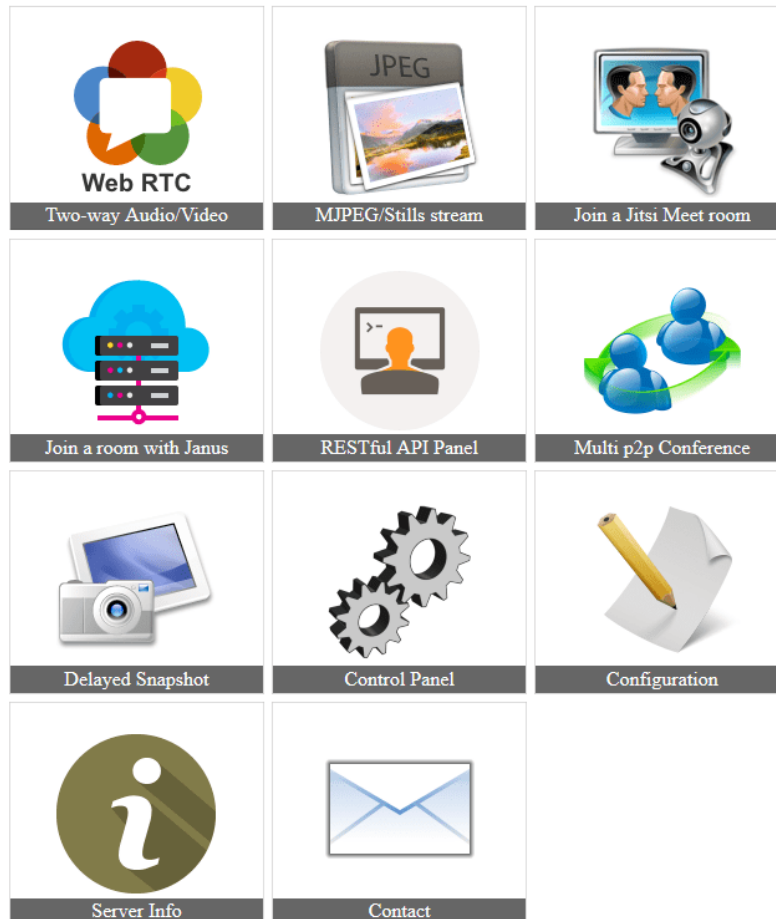 JPEG
Web RTC
Two-way Audio/Video
MJPEG/Stills stream
Join a Jitsi Meet room
>-
Join a room with Janus
RESTful API Panel
Multi p2p Conference
Delayed Snapshot
Control Panel
Configuration
i
Server Info
Contact